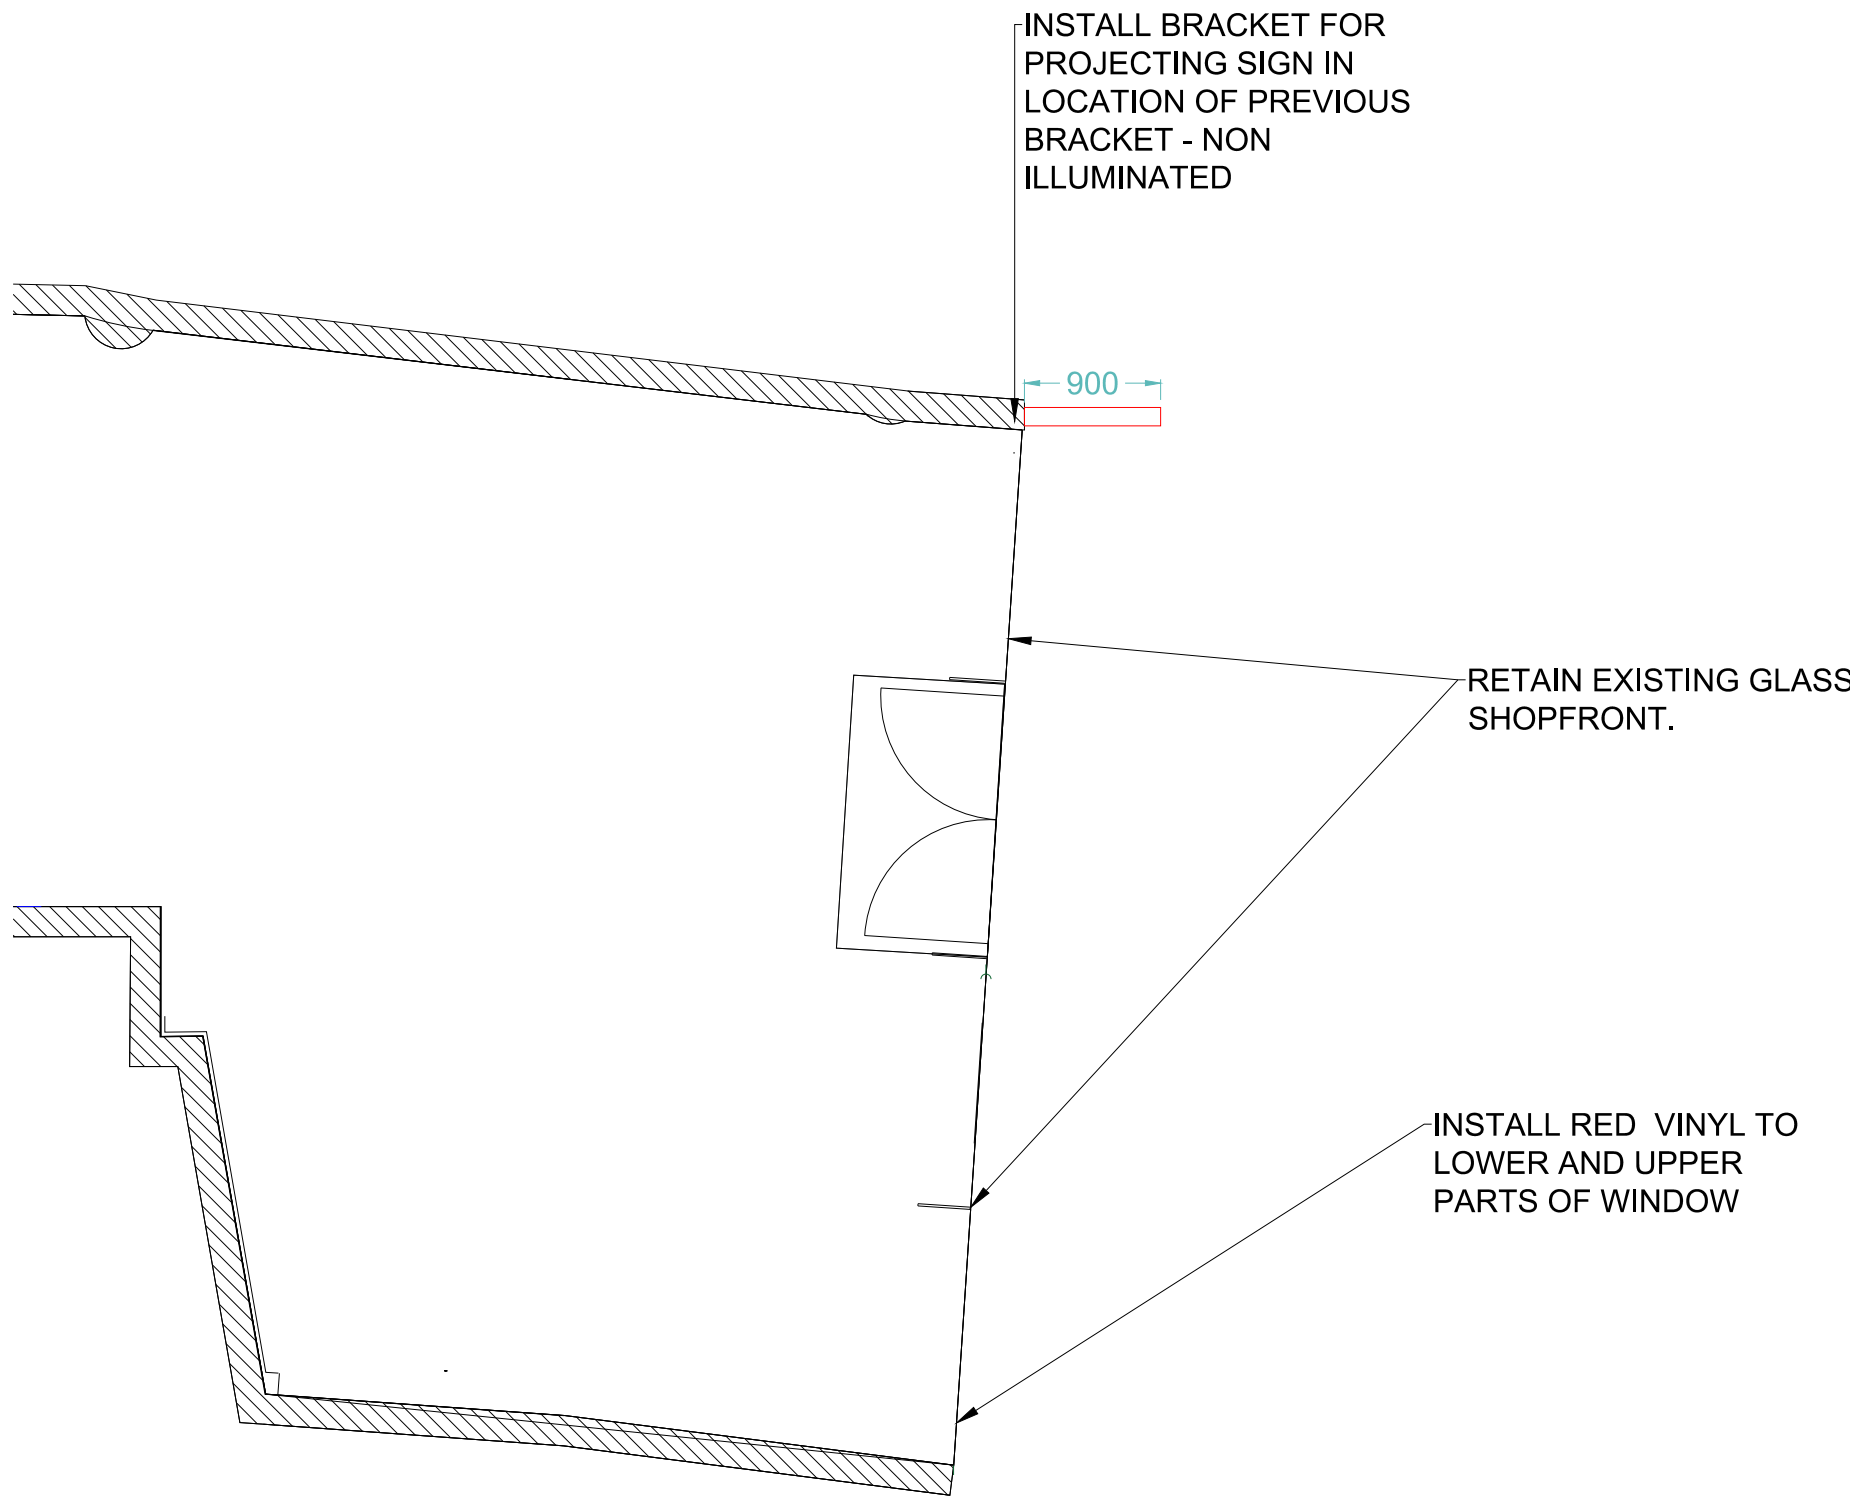 INSTALL BRACKET FOR
PROJECTING SIGN IN
LOCATION OF PREVIOUS
BRACKET - NON
ILLUMINATED
900
RETAIN EXISTING GLASS
SHOPFRONT.
INSTALL RED  VINYL TO
LOWER AND UPPER
PARTS OF WINDOW